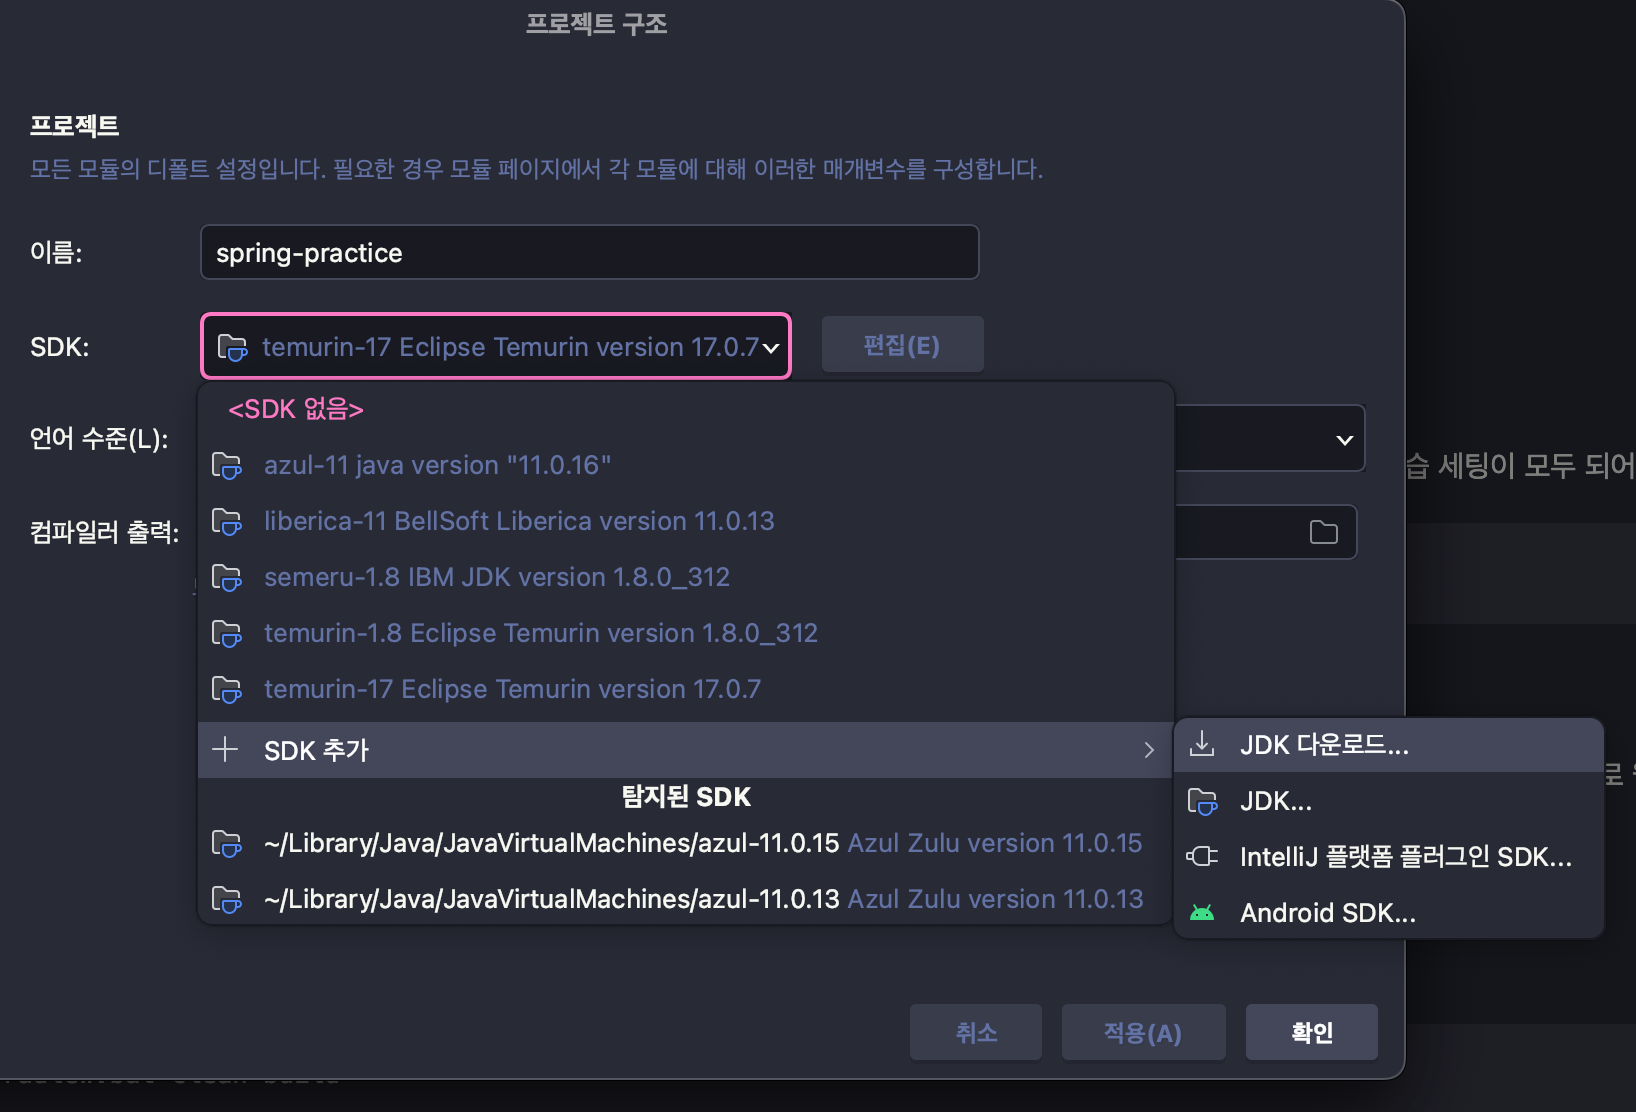 프로젝트 구조
프로젝트
모든 모듈의 디폴트 설정입니다. 필요한 경우 모듈 페이지에서 각 모듈에 대해 이러한 매개변수를 구성합니다.
이름:
spring-practice
SDK:
temurin-17 Eclipse Temurin version 17.0.7
편집(E)
<SDK 없음>
언어 수준(L):
azul-11 java version "11.0.16"
습 세팅이 모두 되어
liberica-11 BellSoft Liberica version 11.0.13
컴파일러 출력:
semeru-1.8 IBM JDK version 1.8.0_312
temurin-1.8 Eclipse Temurin version 1.8.0_312
temurin-17 Eclipse Temurin version 17.0.7
SDK 추가
JDK 다운로드...
로
탐지된 SDK
JDK...
~/Library/Java/JavaVirtualMachines/azul-11.0.15 Azul Zulu version 11.0.15
IntelliJ 플랫폼 플러그인 SDK...
~/Library/Java/JavaVirtualMachines/azul-11.0.13 Azul Zulu version 11.0.13
Android SDK...
취소
적용(A)
확인